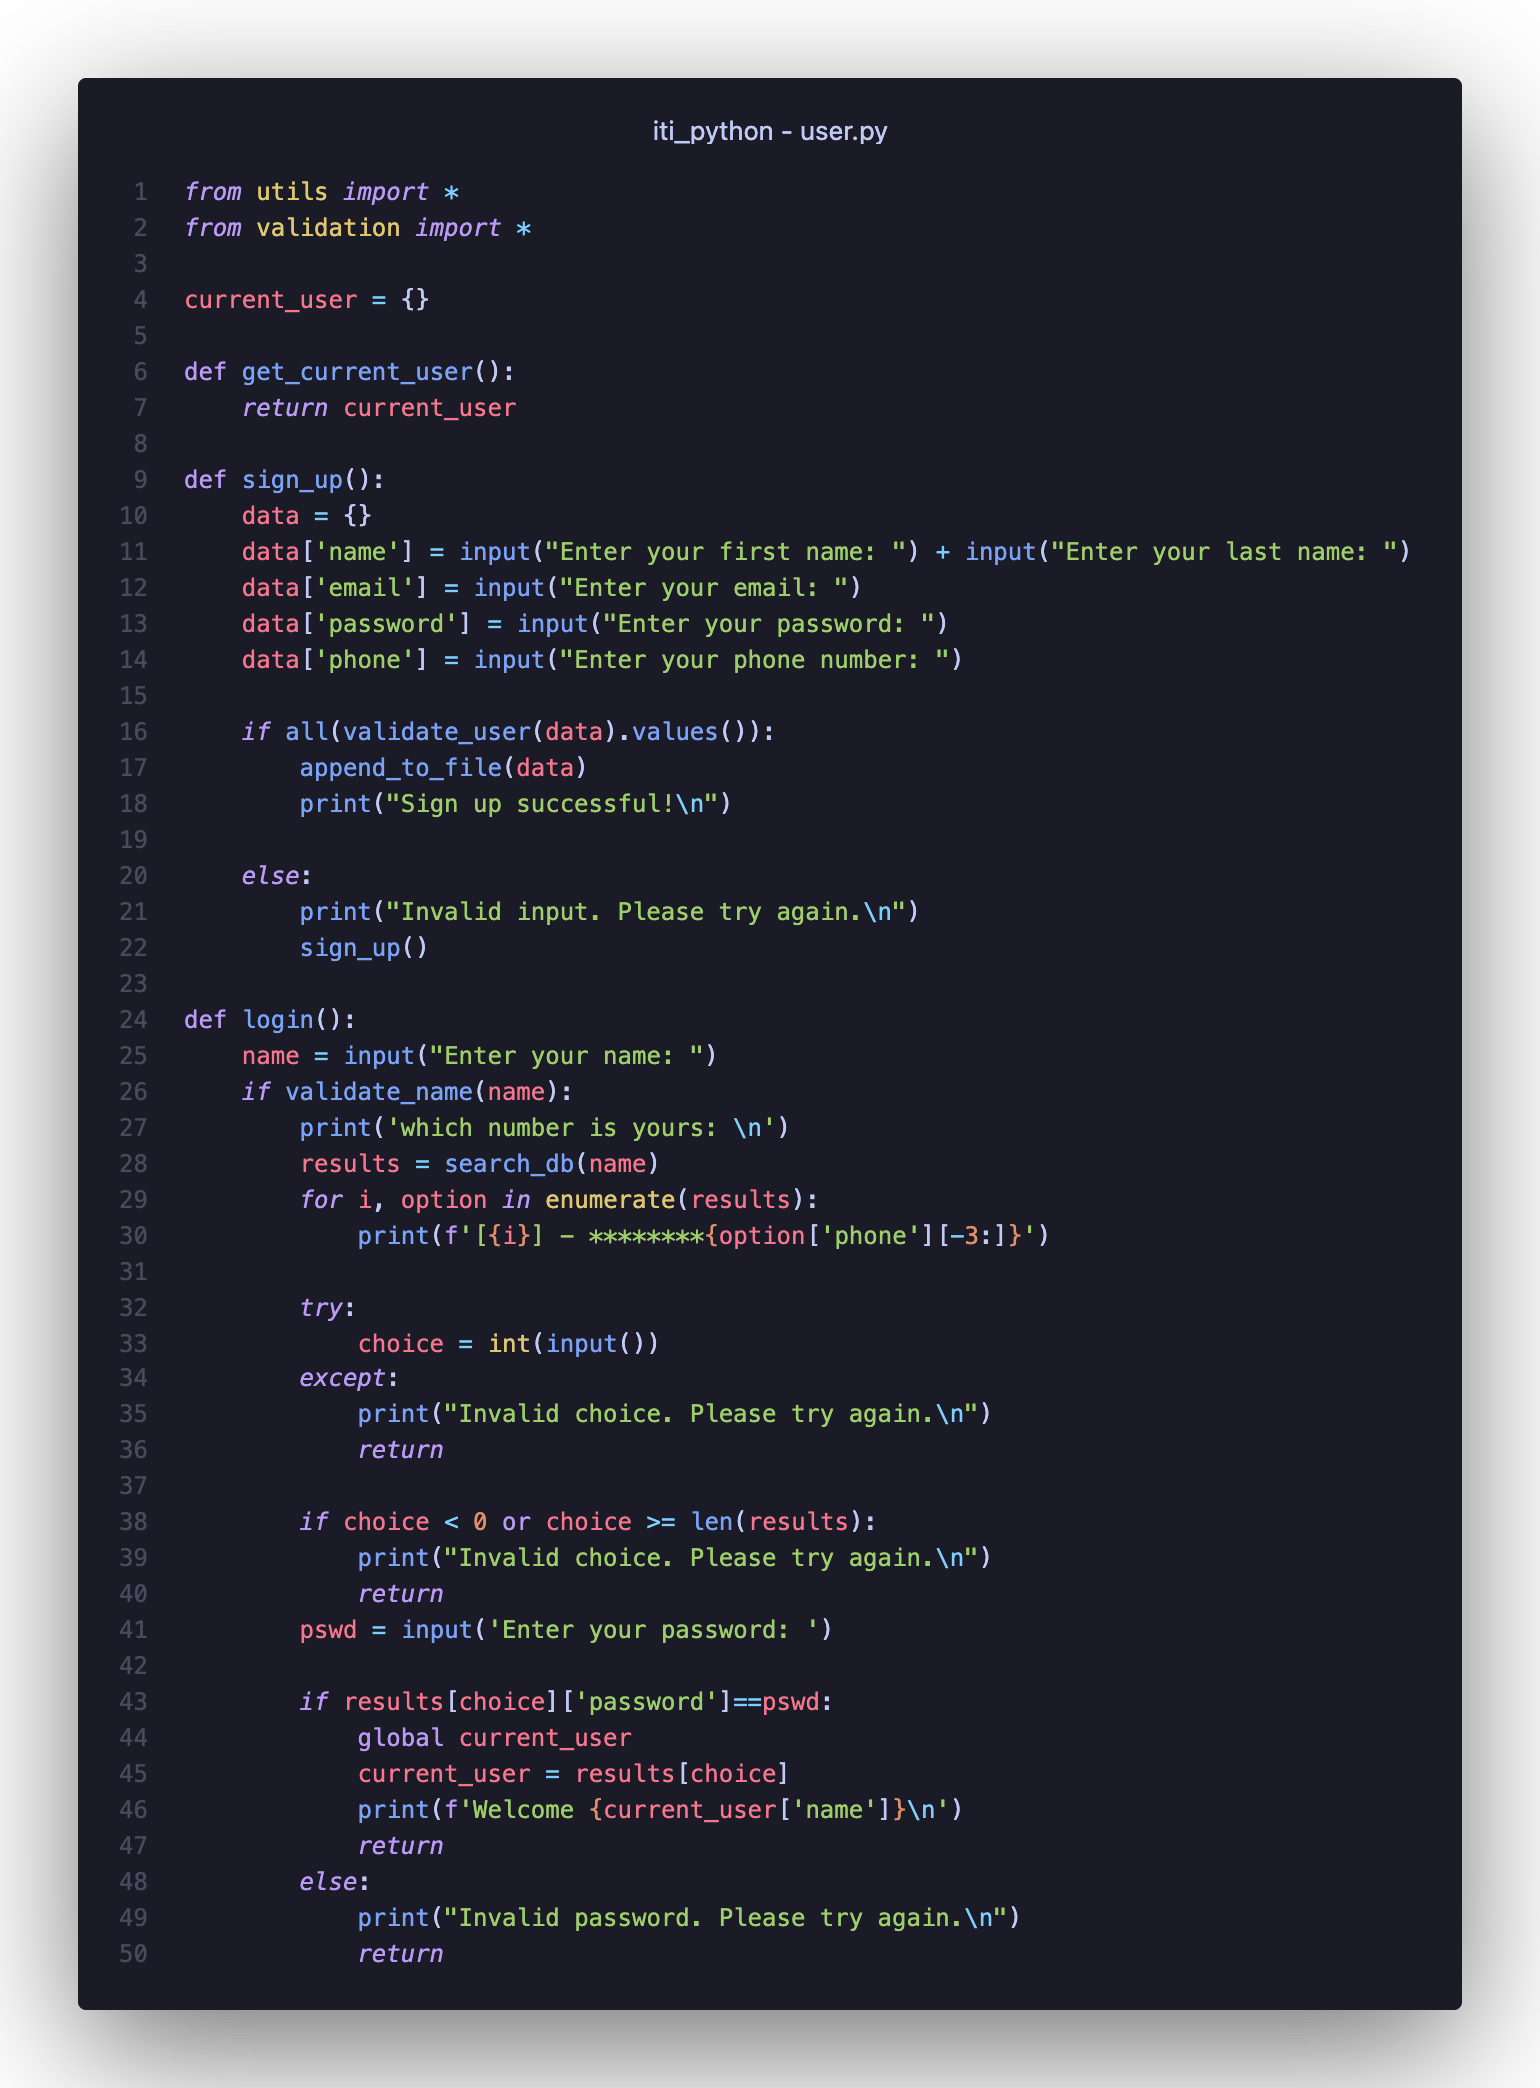 iti_python - user.py
1 from utils import *
2 from validation import *
3
4 current_user = {}
5
6 def get_current_user():
7     return current_user
8
9 def sign_up():
10     data = {}
11     data['name'] = input("Enter your first name: ") + input("Enter your last name: ")
12     data['email'] = input("Enter your email: ")
13     data['password'] = input("Enter your password: ")
14     data['phone'] = input("Enter your phone number: ")
15
16     if all(validate_user(data).values()):
17         append_to_file(data)
18         print("Sign up successful!\n")
19
20     else:
21         print("Invalid input. Please try again.\n")
22         sign_up()
23
24 def login():
25     name = input("Enter your name: ")
26     if validate_name(name):
27         print('which number is yours: \n')
28         results = search_db(name)
29         for i, option in enumerate(results):
30             print(f'[{i}] - ********{option['phone'][-3:]}')
31
32         try:
33             choice = int(input())
34         except:
35             print("Invalid choice. Please try again.\n")
36             return
37
38         if choice < 0 or choice >= len(results):
39             print("Invalid choice. Please try again.\n")
40             return
41         pswd = input('Enter your password: ')
42
43         if results[choice]['password']==pswd:
44             global current_user
45             current_user = results[choice]
46             print(f'Welcome {current_user['name']}\n')
47             return
48         else:
49             print("Invalid password. Please try again.\n")
50             return